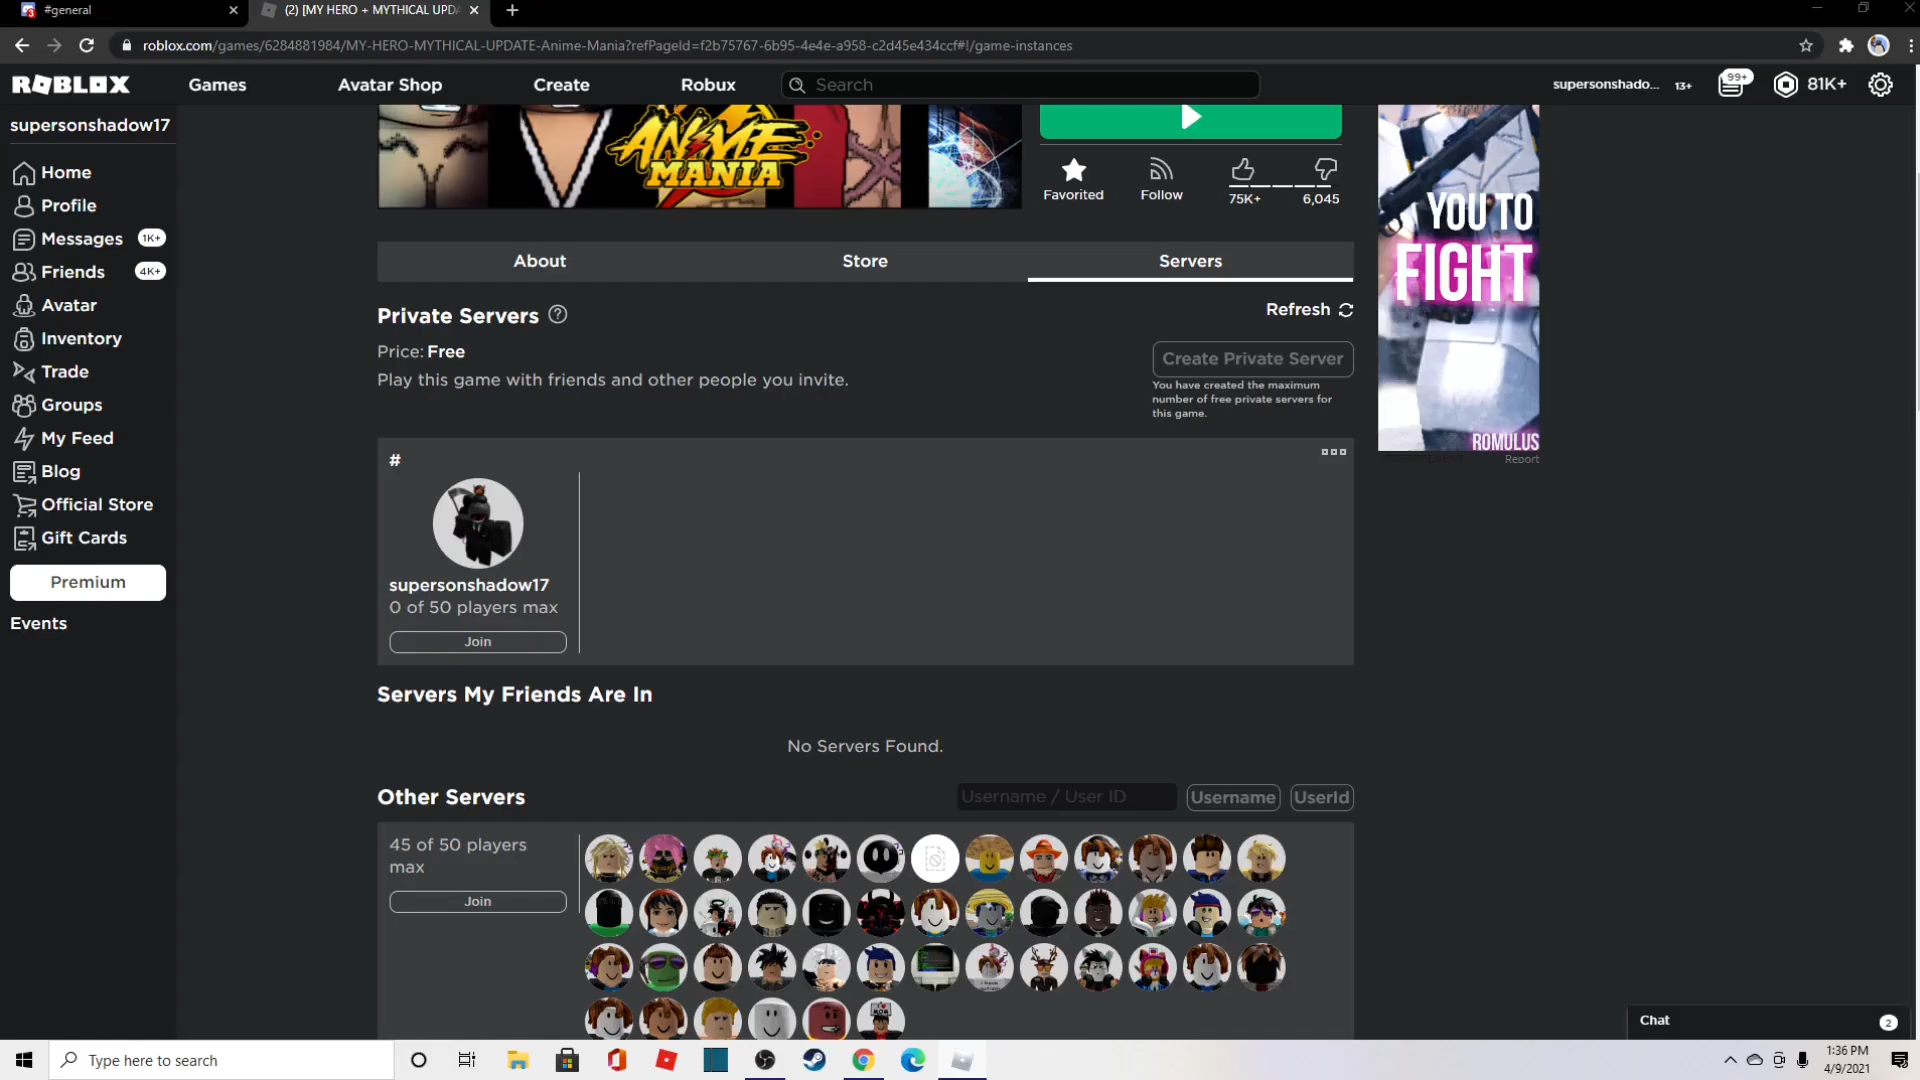 #general
(2) [MY HERO + MYTHICAL UPD
roblox.com/games/6284881984/MY-HERO-MYTHICAL-UPDATE-Anime-Mania?refPageId=f2b75767-6b95-4e4e-a958-c2d45e434ccf#!/game-instances
ROBLOX
Games
Avatar Shop
Create
Robux
Search
supersonshado...
13+
99+
81K+
supersonshadow17
Home
Profile
Messages
1K+
Friends
4K+
Avatar
Inventory
Trade
Groups
My Feed
Blog
Official Store
Gift Cards
Premium
Events
ANIME
MANIA
Favorited
Follow
75K+
6,045
YOU TO
FIGHT
ROMULUS
Report
About
Store
Servers
Private Servers ?
Refresh
Price: Free
Play this game with friends and other people you invite.
Create Private Server
You have created the maximum
number of free private servers for
this game.
#
supersonshadow17
0 of 50 players max
Join
Servers My Friends Are In
No Servers Found.
Other Servers
Username / User ID
Username
UserId
45 of 50 players
max
Join
Chat
2
Type here to search
1:36 PM
4/9/2021